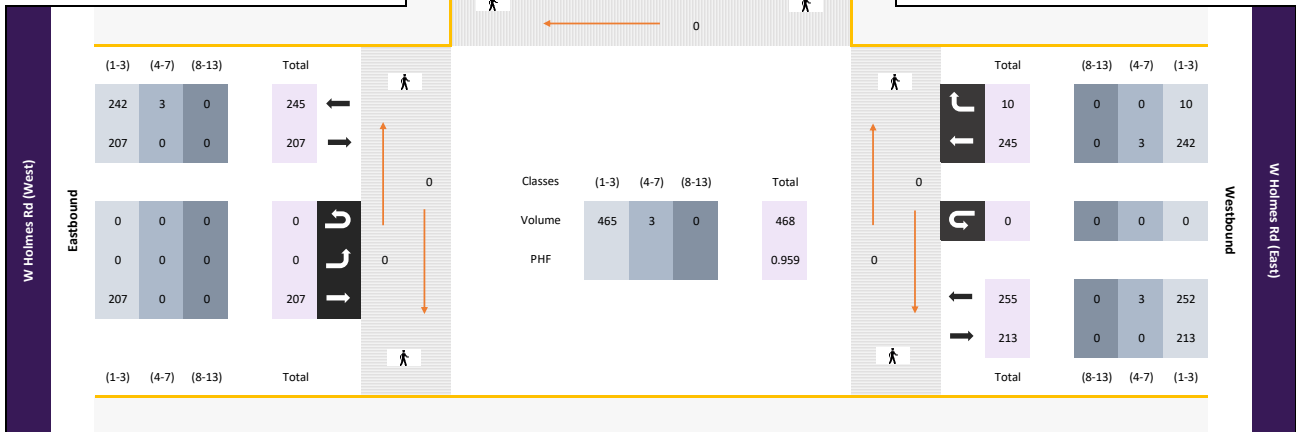 0
(1-3) (4-7) (8-13) Total
Total (8-13) (4-7) (1-3)
242 3 0 245
10 0 0 10
207 0 0 207
245 0 3 242
0
0
Classes (1-3) (4-7) (8-13) Total
W Holmes Rd (West)
Eastbound
0 0 0 0
Volume 465 3 0 468
0 0 0 0
Westbound
W Holmes Rd (East)
0 0 0 0
0
PHF 0.959
0
207 0 0 207
255 0 3 252
213 0 0 213
(1-3) (4-7) (8-13) Total
Total (8-13) (4-7) (1-3)